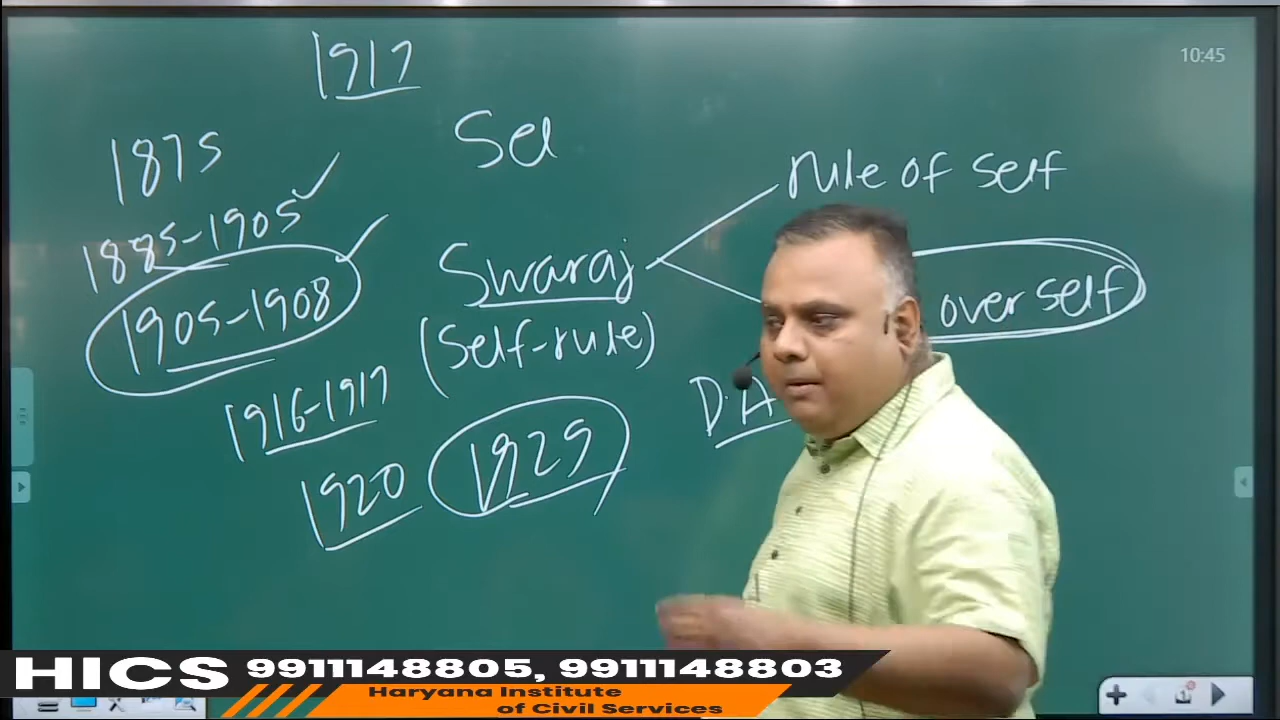 1917
10:45
1875
Sel
1885-1905
rule of self
1905-1908
Swaraj
over self
(Self-rule)
1916-1917
D.A
1920
1929
HICS 9911148805, 9911148803
Haryana Institute
of Civil Services